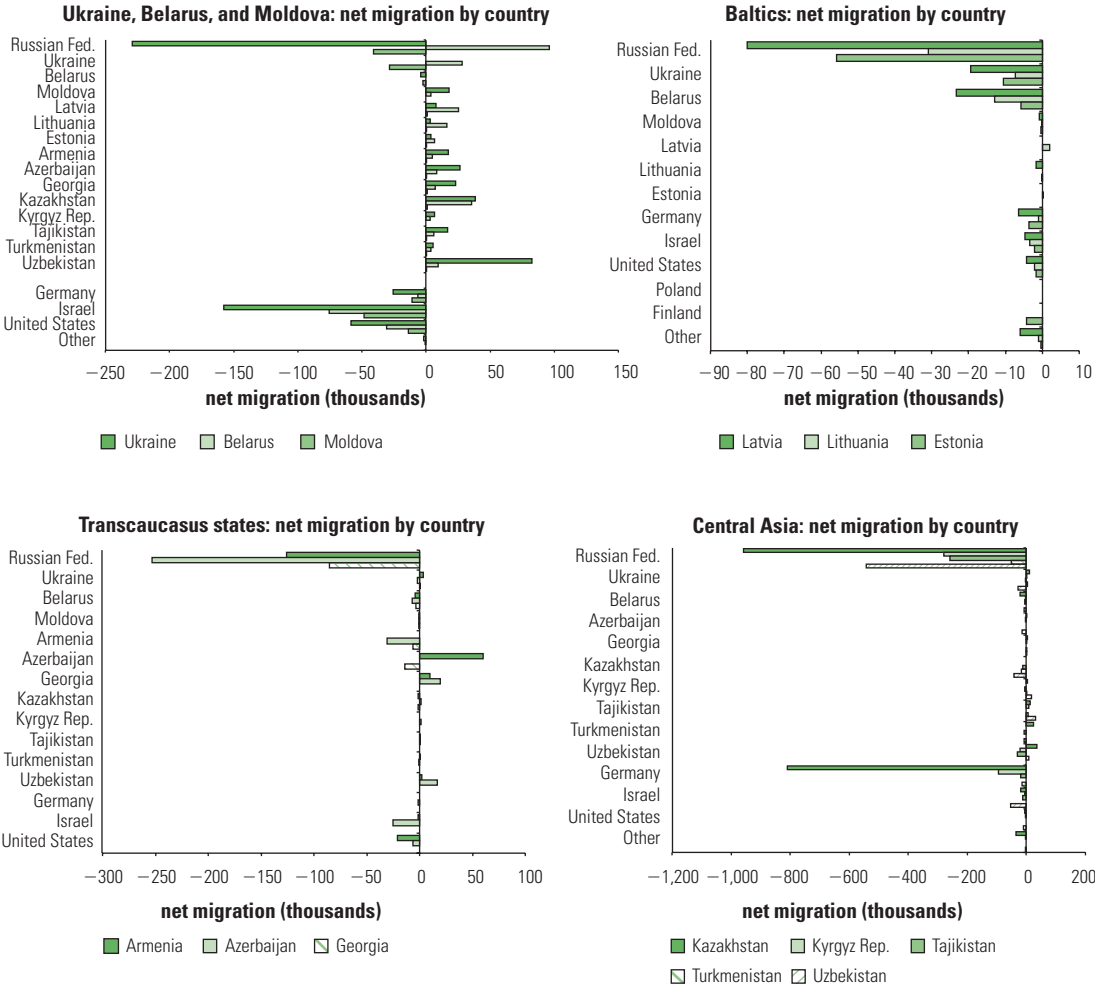 Ukraine, Belarus, and Moldova: net migration by country
Russian Fed.
Ukraine
Belarus
Moldova
Latvia
Lithuania
Estonia
Armenia
Azerbaijan
Georgia
Kazakhstan
Kyrgyz Rep.
Tajikistan
Turkmenistan
Uzbekistan
Germany
Israel
United States
Other
−250 −200 −150 −100 −50 0 50 100 150
net migration (thousands)
Ukraine Belarus Moldova
Baltics: net migration by country
Russian Fed.
Ukraine
Belarus
Moldova
Latvia
Lithuania
Estonia
Germany
Israel
United States
Poland
Finland
Other
−90 −80 −70 −60 −50 −40 −30 −20 −10 0 10
net migration (thousands)
Latvia Lithuania Estonia
Transcaucasus states: net migration by country
Russian Fed.
Ukraine
Belarus
Moldova
Armenia
Azerbaijan
Georgia
Kazakhstan
Kyrgyz Rep.
Tajikistan
Turkmenistan
Uzbekistan
Germany
Israel
United States
−300 −250 −200 −150 −100 −50 0 50 100
net migration (thousands)
Armenia Azerbaijan Georgia
Central Asia: net migration by country
Russian Fed.
Ukraine
Belarus
Azerbaijan
Georgia
Kazakhstan
Kyrgyz Rep.
Tajikistan
Turkmenistan
Uzbekistan
Germany
Israel
United States
Other
−1,200 −1,000 −800 −600 −400 −200 0 200
net migration (thousands)
Kazakhstan Kyrgyz Rep. Tajikistan
Turkmenistan Uzbekistan